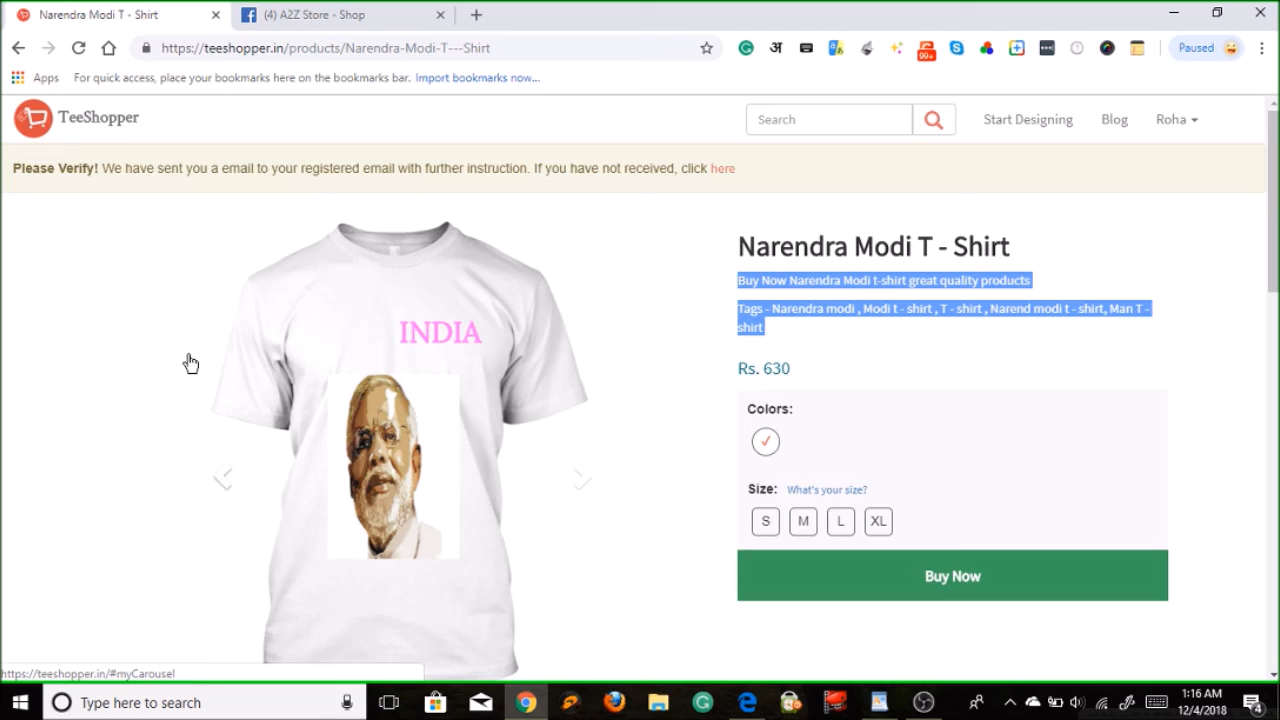 Narendra Modi T - Shirt
(4) A2Z Store - Shop
https://teeshopper.in/products/Narendra-Modi-T---Shirt
अ
99+
Paused
Apps
For quick access, place your bookmarks here on the bookmarks bar. Import bookmarks now...
TeeShopper
Search
Start Designing
Blog
Roha
Please Verify! We have sent you a email to your registered email with further instruction. If you have not received, click here
INDIA
Narendra Modi T - Shirt
Buy Now Narendra Modi t-shirt great quality products
Tags - Narendra modi , Modi t - shirt , T - shirt , Narend modi t - shirt, Man T -
shirt
Rs. 630
Colors:
Size: What's your size?
S M L XL
Buy Now
https://teeshopper.in/#myCarousel
Type here to search
1:16 AM
12/4/2018
4